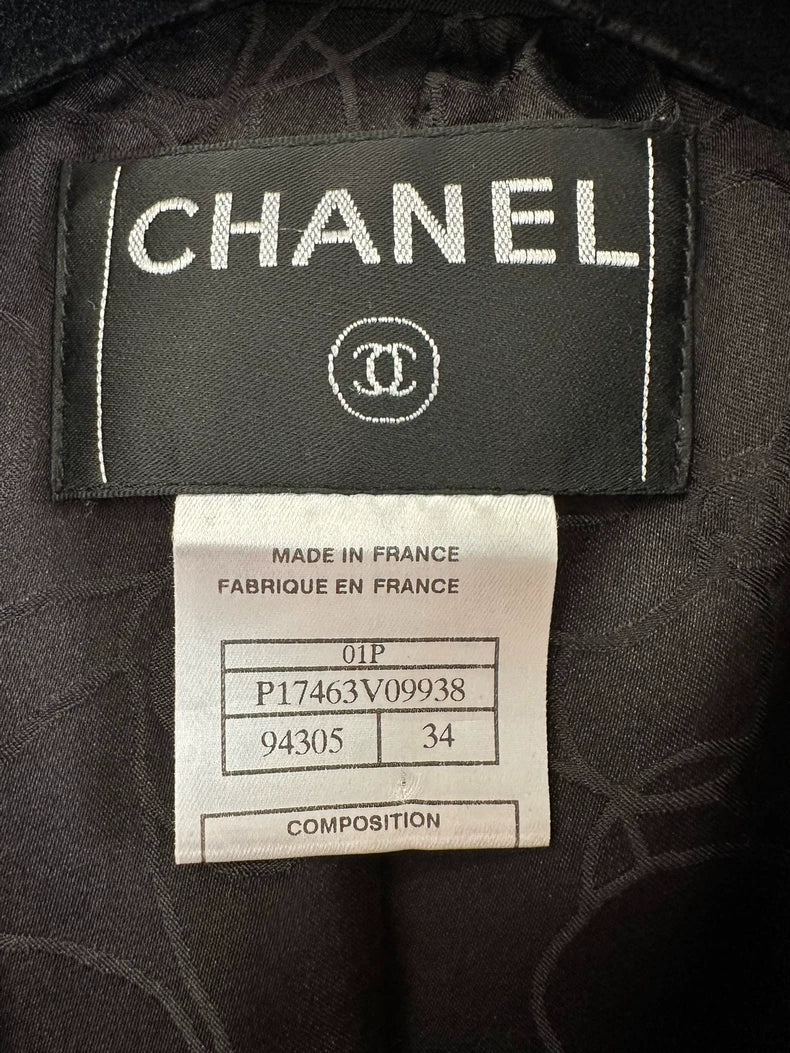 CHANEL
MADE IN FRANCE
FABRIQUE EN FRANCE
01P
P17463V09938
94305 34
COMPOSITION